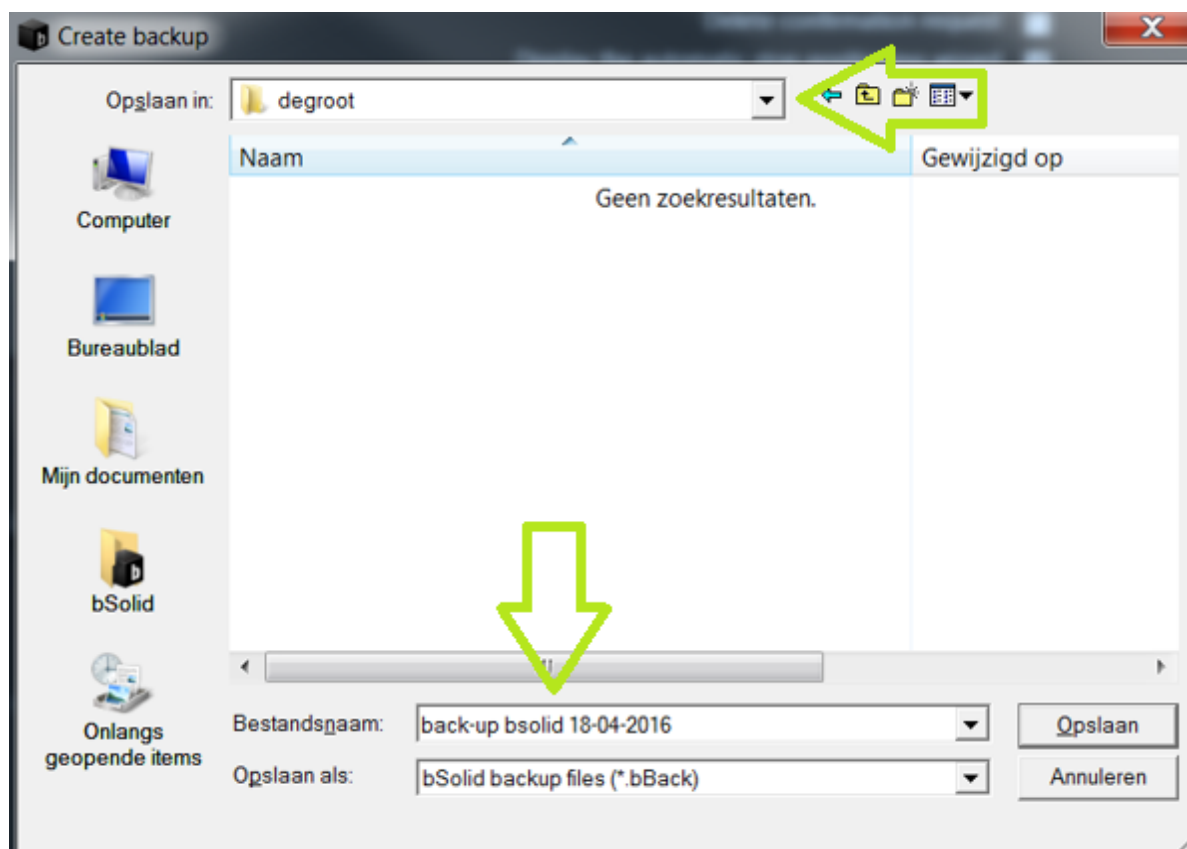 Create backup
Opslaan in:
degroot
Naam
Gewijzigd op
Geen zoekresultaten.
Computer
Bureaublad
Mijn documenten
bSolid
Onlangs
geopende items
Bestandsnaam:
back-up bsolid 18-04-2016
Opslaan
Opslaan als:
bSolid backup files (*.bBack)
Annuleren